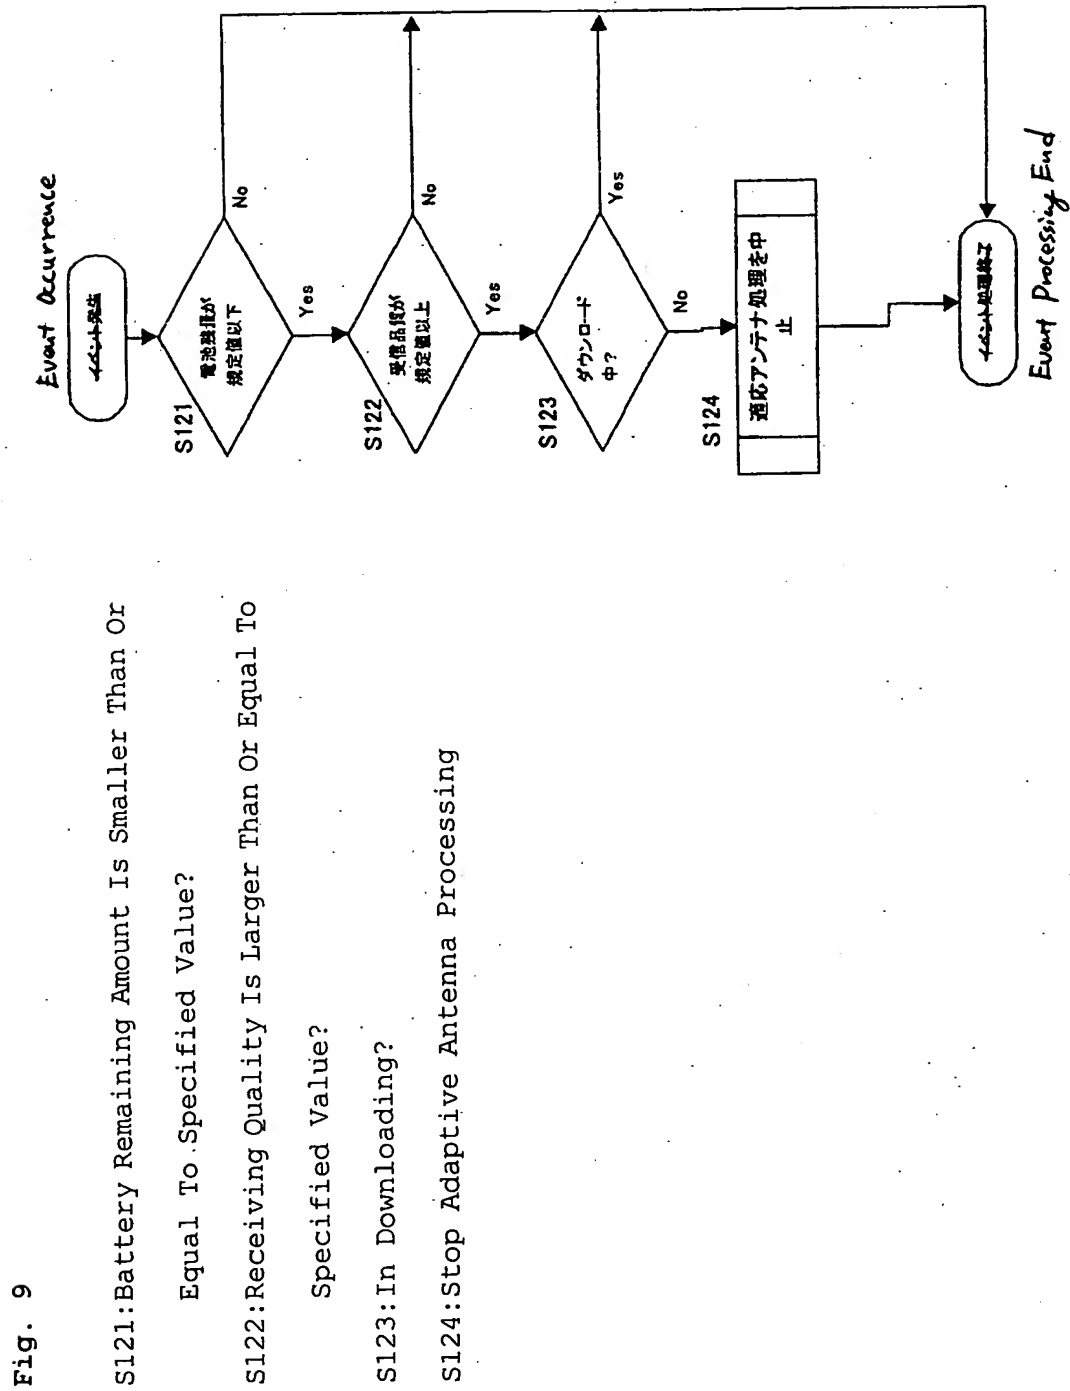 Fig. 9
S121:Battery Remaining Amount Is Smaller Than Or
Equal To Specified Value?
S122:Receiving Quality Is Larger Than Or Equal To
Specified Value?
S123:In Downloading?
S124:Stop Adaptive Antenna Processing
Event Occurrence
イベント発生
S121
電池残量が
規定値以下
No
Yes
S122
受信品質が
規定値以上
No
Yes
S123
ダウンロード
中?
Yes
No
S124
適応アンテナ処理を中
止
イベント処理終了
Event Processing End